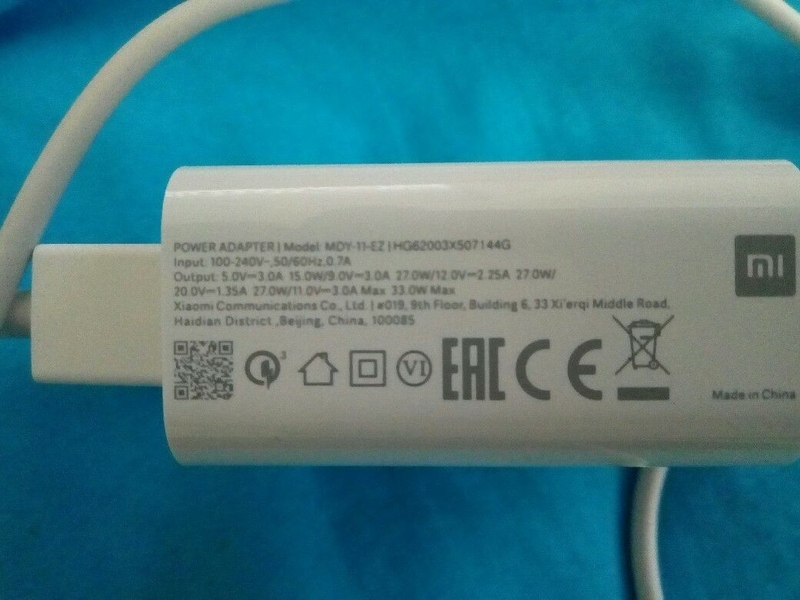 POWER ADAPTER | Model: MDY-11-EZ | HG62003X507144G
Input: 100-240V~,50/60Hz,0.7A
Output: 5.0V⎓3.0A 15.0W/9.0V⎓3.0A 27.0W/12.0V⎓2.25A 27.0W/
20.0V⎓1.35A 27.0W/11.0V⎓3.0A Max 33.0W Max
Xiaomi Communications Co., Ltd. | #019, 9th Floor, Building 6, 33 Xi'erqi Middle Road,
Haidian District ,Beijing, China, 100085
mi
3 VI EAC CE
Made in China